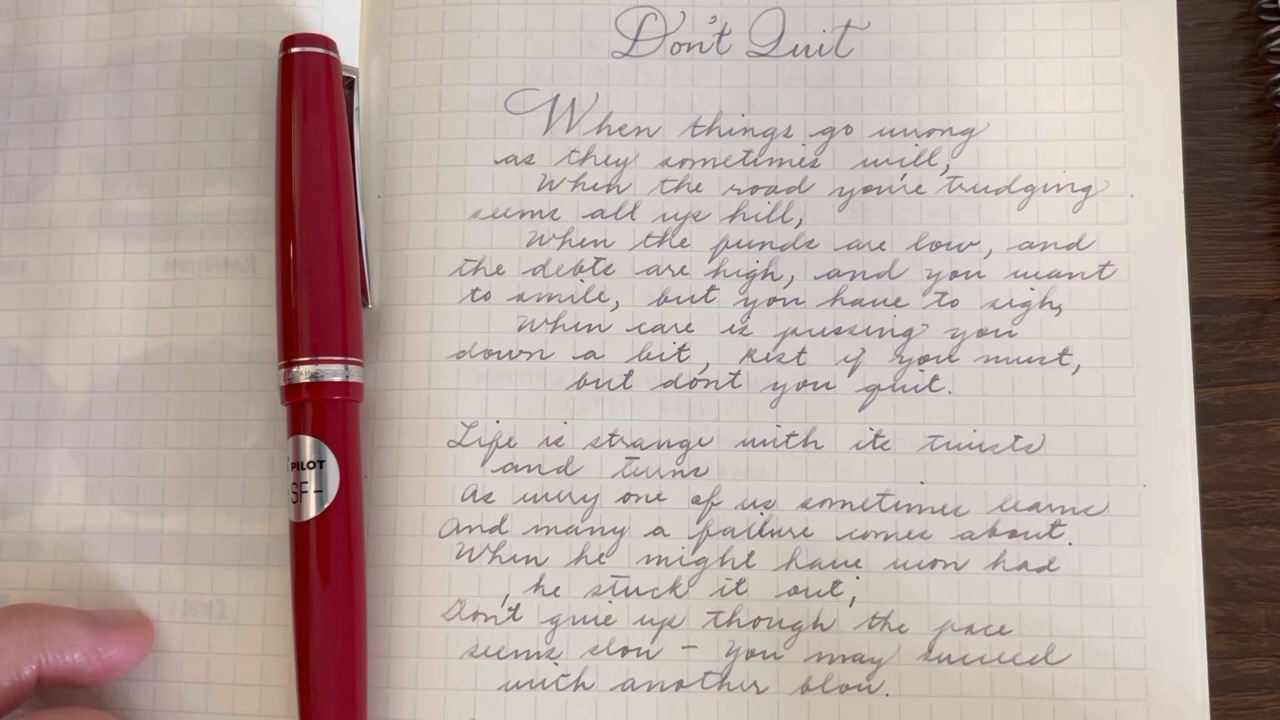 Don't Quit
When things go wrong
as they sometimes will,
When the road you're trudging
seems all up hill,
When the funds are low, and
the debts are high, and you want
to smile, but you have to sigh,
When care is pressing you
down a bit, Rest if you must,
but don't you quit.
Life is strange with its twists
and turns
As every one of us sometimes learns
And many a failure comes about.
When he might have won had
he stuck it out;
Don't give up though the pace
seems slow - You may succeed
with another blow.
PILOT
SF-